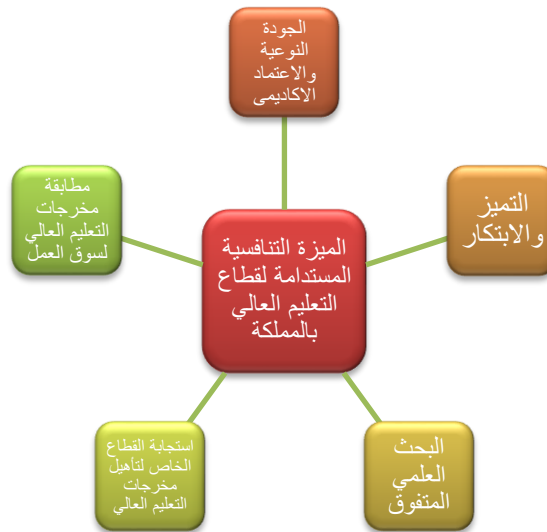 الجودة
النوعية
والاعتماد
الاكاديمى
التميز
والابتكار
البحث
العلمي
المتفوق
استجابة القطاع
الخاص لتأهيل
مخرجات
التعليم العالي
مطابقة
مخرجات
التعليم العالي
لسوق العمل
الميزة التنافسية
المستدامة لقطاع
التعليم العالي
بالمملكة